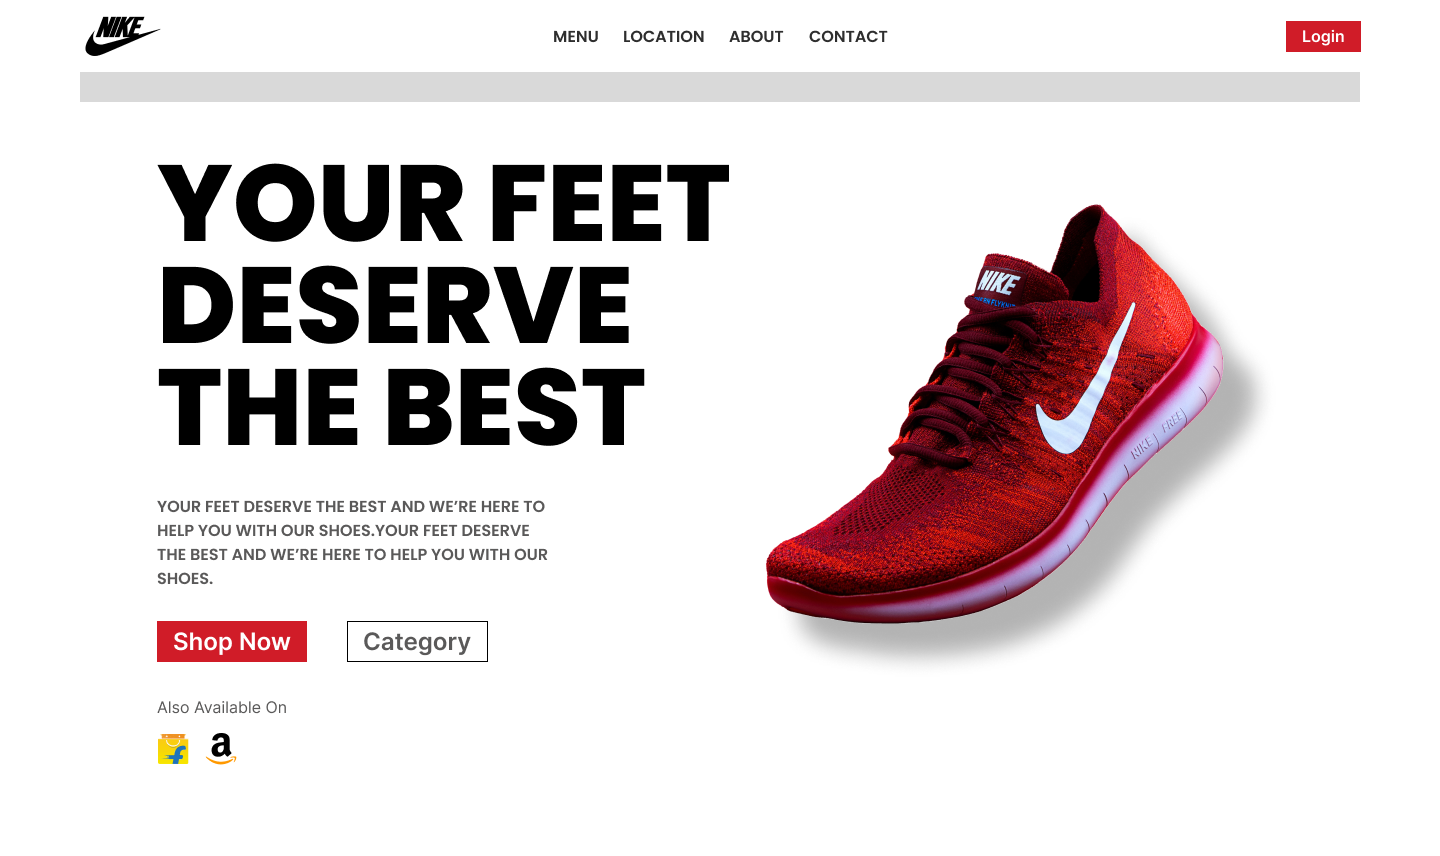 NIKE
MENU LOCATION ABOUT CONTACT
Login
YOUR FEET
DESERVE
THE BEST
NIKE
NIKE FREE
YOUR FEET DESERVE THE BEST AND WE’RE HERE TO
HELP YOU WITH OUR SHOES.YOUR FEET DESERVE
THE BEST AND WE’RE HERE TO HELP YOU WITH OUR
SHOES.
Shop Now Category
Also Available On